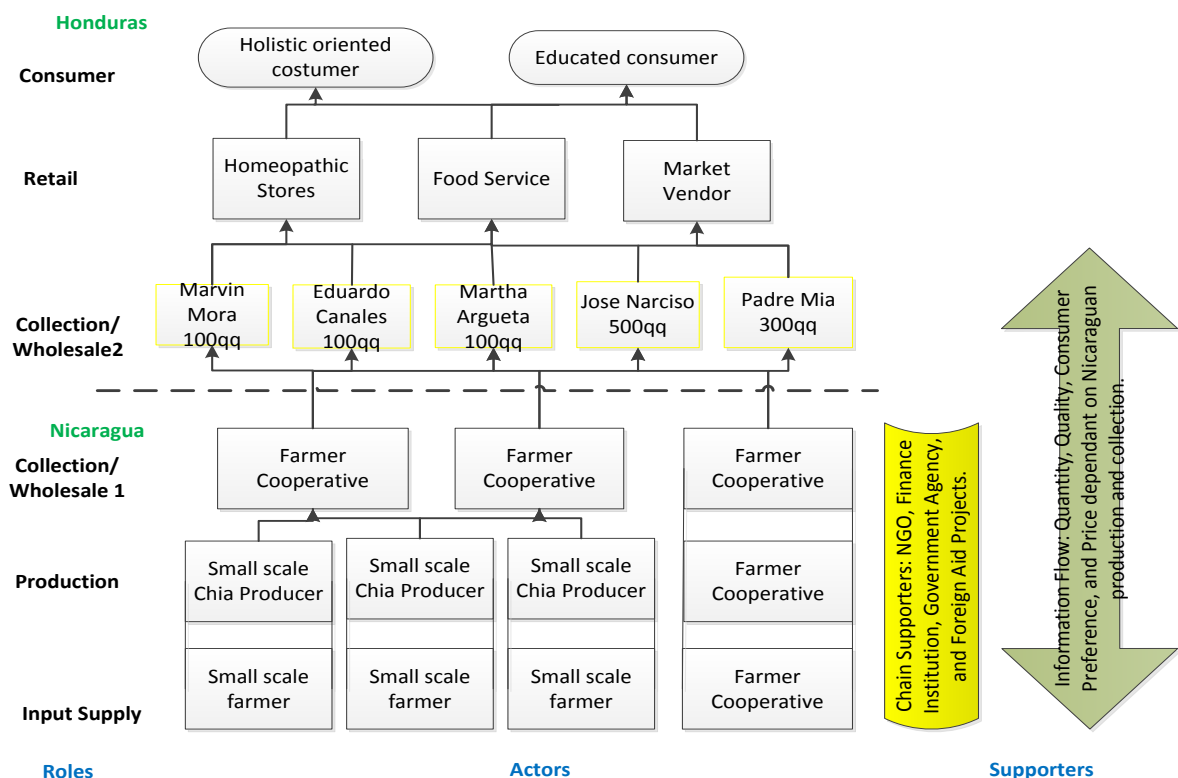 Honduras
Consumer
Holistic oriented
costumer
Educated consumer
Retail
Homeopathic
Stores
Food Service
Market
Vendor
Collection/
Wholesale2
Marvin
Mora
100qq
Eduardo
Canales
100qq
Martha
Argueta
100qq
Jose Narciso
500qq
Padre Mia
300qq
Nicaragua
Collection/
Wholesale 1
Farmer
Cooperative
Farmer
Cooperative
Farmer
Cooperative
Production
Small scale
Chia Producer
Small scale
Chia Producer
Small scale
Chia Producer
Farmer
Cooperative
Input Supply
Small scale
farmer
Small scale
farmer
Small scale
farmer
Farmer
Cooperative
Chain Supporters: NGO, Finance
Institution, Government Agency,
and Foreign Aid Projects.
Information Flow: Quantity, Quality, Consumer
Preference, and Price dependant on Nicaraguan
production and collection.
Roles
Actors
Supporters